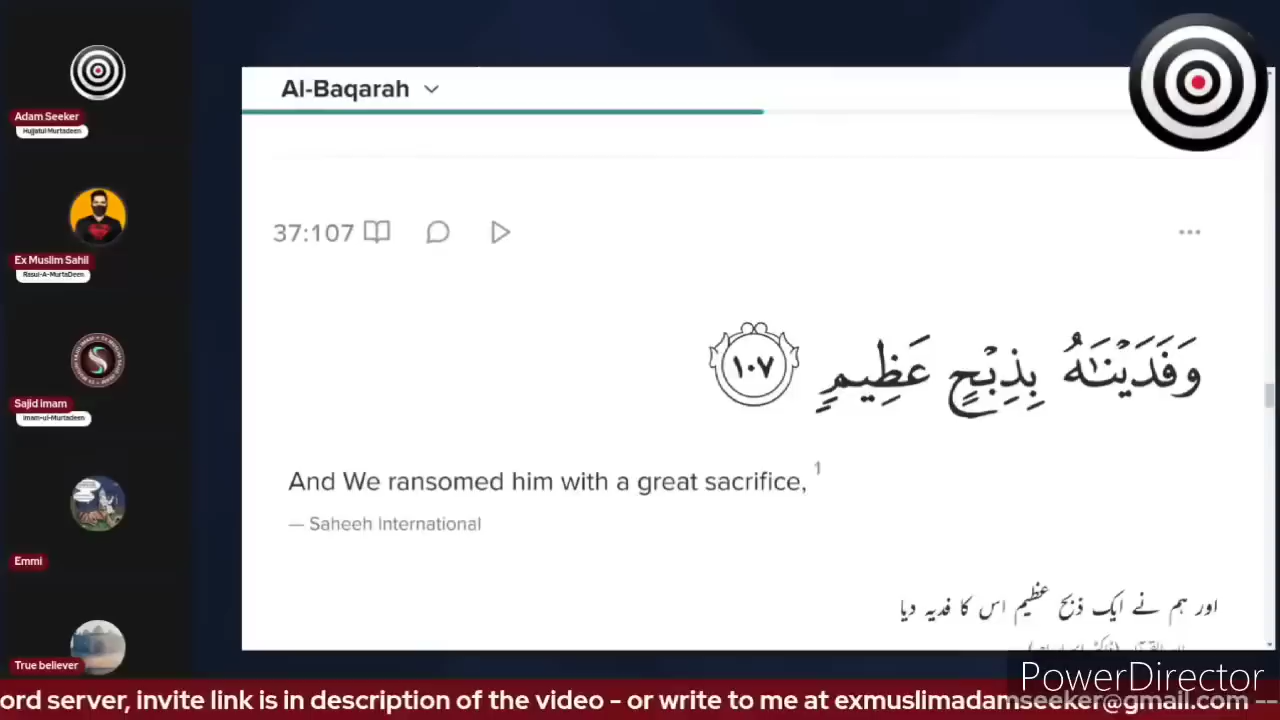 Adam Seeker
Hujjatul-Murtadeen
Ex Muslim Sahil
Rasul-A-MurtaDeen
Sajid imam
Imam-ul-Murtadeen
Emmi
True believer
Al-Baqarah
37:107
وَفَدَيْنَـٰهُ بِذِبْحٍ عَظِيمٍ ١٠٧
And We ransomed him with a great sacrifice, 1
— Saheeh International
اور ہم نے ایک ذبح عظیم اس کا فدیہ دیا
PowerDirector
ord server, invite link is in description of the video - or write to me at exmuslimadamseeker@gmail.com --